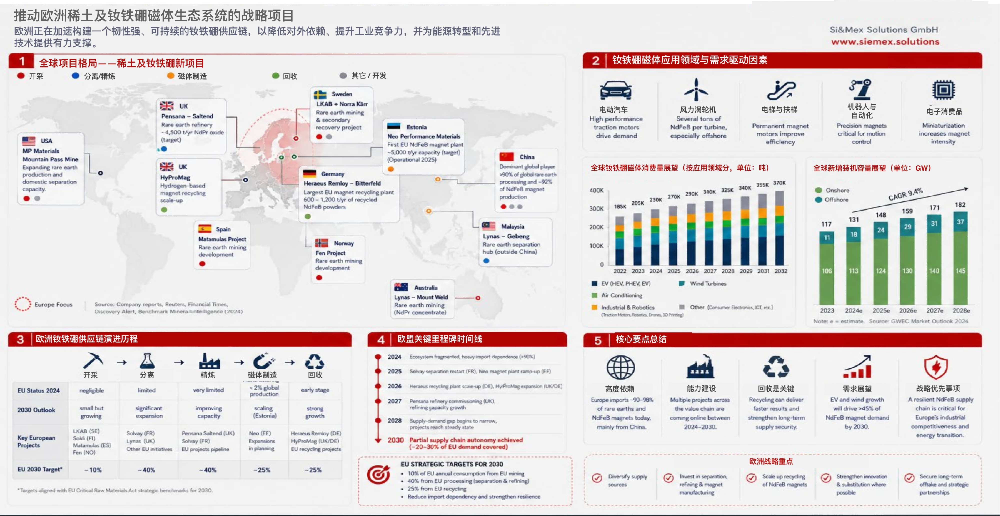 推动欧洲稀土及钕铁硼磁体生态系统的战略项目
欧洲正在加速构建一个韧性强、可持续的钕铁硼供应链，以降低对外依赖、提升工业竞争力，并为能源转型和先进
技术提供有力支撑。
Si&Mex Solutions GmbH
www.siemex.solutions
1 全球项目格局——稀土及钕铁硼新项目
开采
分离/精炼
磁体制造
回收
其它 / 开发
USA
MP Materials
Mountain Pass Mine
Expanding rare earth
production and
domestic separation
capacity.
UK
Pensana – Saltend
Rare earth refinery
~4,500 t/yr NdPr oxide
(target)
UK
HyProMag
Hydrogen-based
magnet recycling
scale-up
Spain
Matamulas Project
Rare earth mining
development
Sweden
LKAB + Norra Kärr
Rare earth mining
& secondary
recovery project
Estonia
Neo Performance Materials
First EU NdFeB magnet plant
~5,000 t/yr capacity (target)
(Operational 2025)
Germany
Heraeus Remloy – Bitterfeld
Largest EU magnet recycling plant
600 – 1,200 t/yr of recycled
NdFeB powders
Norway
Fen Project
Rare earth mining
development
China
Dominant global player
>90% of global rare earth
processing and ~92%
of NdFeB magnet
production
Malaysia
Lynas – Gebeng
Rare earth separation
hub (outside China)
Australia
Lynas – Mount Weld
Rare earth mining
(NdPr concentrate)
Europe Focus
Source: Company reports, Reuters, Financial Times,
Discovery Alert, Benchmark Mineral Intelligence (2024)
2 钕铁硼磁体应用领域与需求驱动因素
电动汽车
High performance
traction motors
drive demand
风力涡轮机
Several tons of
NdFeB per turbine,
especially offshore
电梯与扶梯
Permanent magnet
motors improve
efficiency
机器人与
自动化
Precision magnets
critical for motion
control
电子消费品
Miniaturization
increases magnet
intensity
全球钕铁硼磁体消费量展望（按应用领域分，单位：吨）
400K
300K
200K
100K
0
185K 205K 230K 270K 290K 310K 325K 340K 355K 370K
2022 2023 2024 2025 2026 2027 2028 2029 2031 2032
EV (HEV, PHEV, EV)
Wind Turbines
Air Conditioning
Industrial & Robotics
(Traction Motors, Robotics, Drones, 3D Printing)
Other (Consumer Electronics, ICT, etc.)
全球新增装机容量展望（单位：GW）
Onshore
Offshore
CAGR 9.4%
117 131 148 159 171 182
11 18 24 29 31 37
106 113 124 130 140 145
2023 2024e 2025e 2026e 2027e 2028e
Note: e = estimate. Source: GWEC Market Outlook 2024
3 欧洲钕铁硼供应链演进历程
开采 → 分离 → 精炼 → 磁体制造 → 回收
EU Status 2024
negligible
limited
very limited
< 2% global
production
early stage
2030 Outlook
small but
growing
significant
expansion
improving
capacity
scaling
(Estonia)
strong
growth
Key European
Projects
LKAB (SE)
Sokli (FI)
Matamulas (ES)
Fen (NO)
Solvay (FR)
Lynas (UK)
Other EU initiatives
Pensana Saltend (UK)
Solvay (FR)
EU projects pipeline
Neo (EE)
Expansions
in planning
Heraeus Remloy (DE)
HyProMag (UK/DE)
EU recycling projects
EU 2030 Target*
~10%
~40%
~40%
~25%
~25%
*Targets aligned with EU Critical Raw Materials Act strategic benchmarks for 2030.
4 欧盟关键里程碑时间线
2024 Ecosystem fragmented, heavy import dependence (>90%)
2025 Solvay separation restart (FR), Neo magnet plant ramp-up (EE)
2026 Heraeus recycling plant scale-up (DE), HyProMag expansion (UK/DE)
2027 Pensana refinery commissioning (UK),
refining capacity growth
2028 Supply-demand gap begins to narrow,
projects reach steady state
2030 Partial supply chain autonomy achieved
(~20–30% of EU demand covered)
EU STRATEGIC TARGETS FOR 2030
• 10% of EU annual consumption from EU mining
• 40% from EU processing (separation & refining)
• 25% from EU recycling
• Reduce import dependency and strengthen resilience
5 核心要点总结
高度依赖
Europe imports ~90–98%
of rare earths and
NdFeB magnets today,
mainly from China.
能力建设
Multiple projects across
the value chain are
coming online between
2024–2030.
回收是关键
Recycling can deliver
faster results and
strengthen long-term
supply security.
需求展望
EV and wind growth
will drive >45% of
NdFeB magnet demand
by 2030.
战略优先事项
A resilient NdFeB supply
chain is critical for
Europe's industrial
competitiveness and
energy transition.
欧洲战略重点
Diversify supply
sources
Invest in separation,
refining & magnet
manufacturing
Scale up recycling
of NdFeB magnets
Strengthen innovation
& substitution where
possible
Secure long-term
offtake and strategic
partnerships